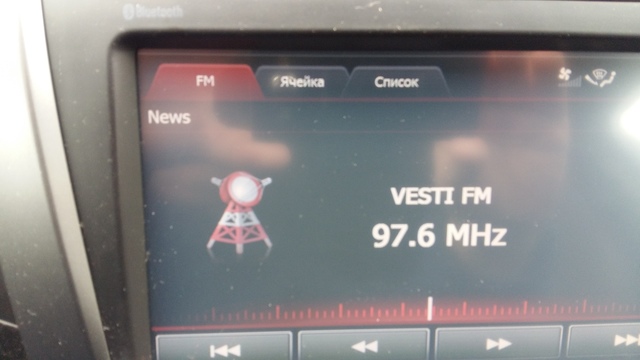 Bluetooth
FM Ячейка Список
News
VESTI FM
97.6 MHz